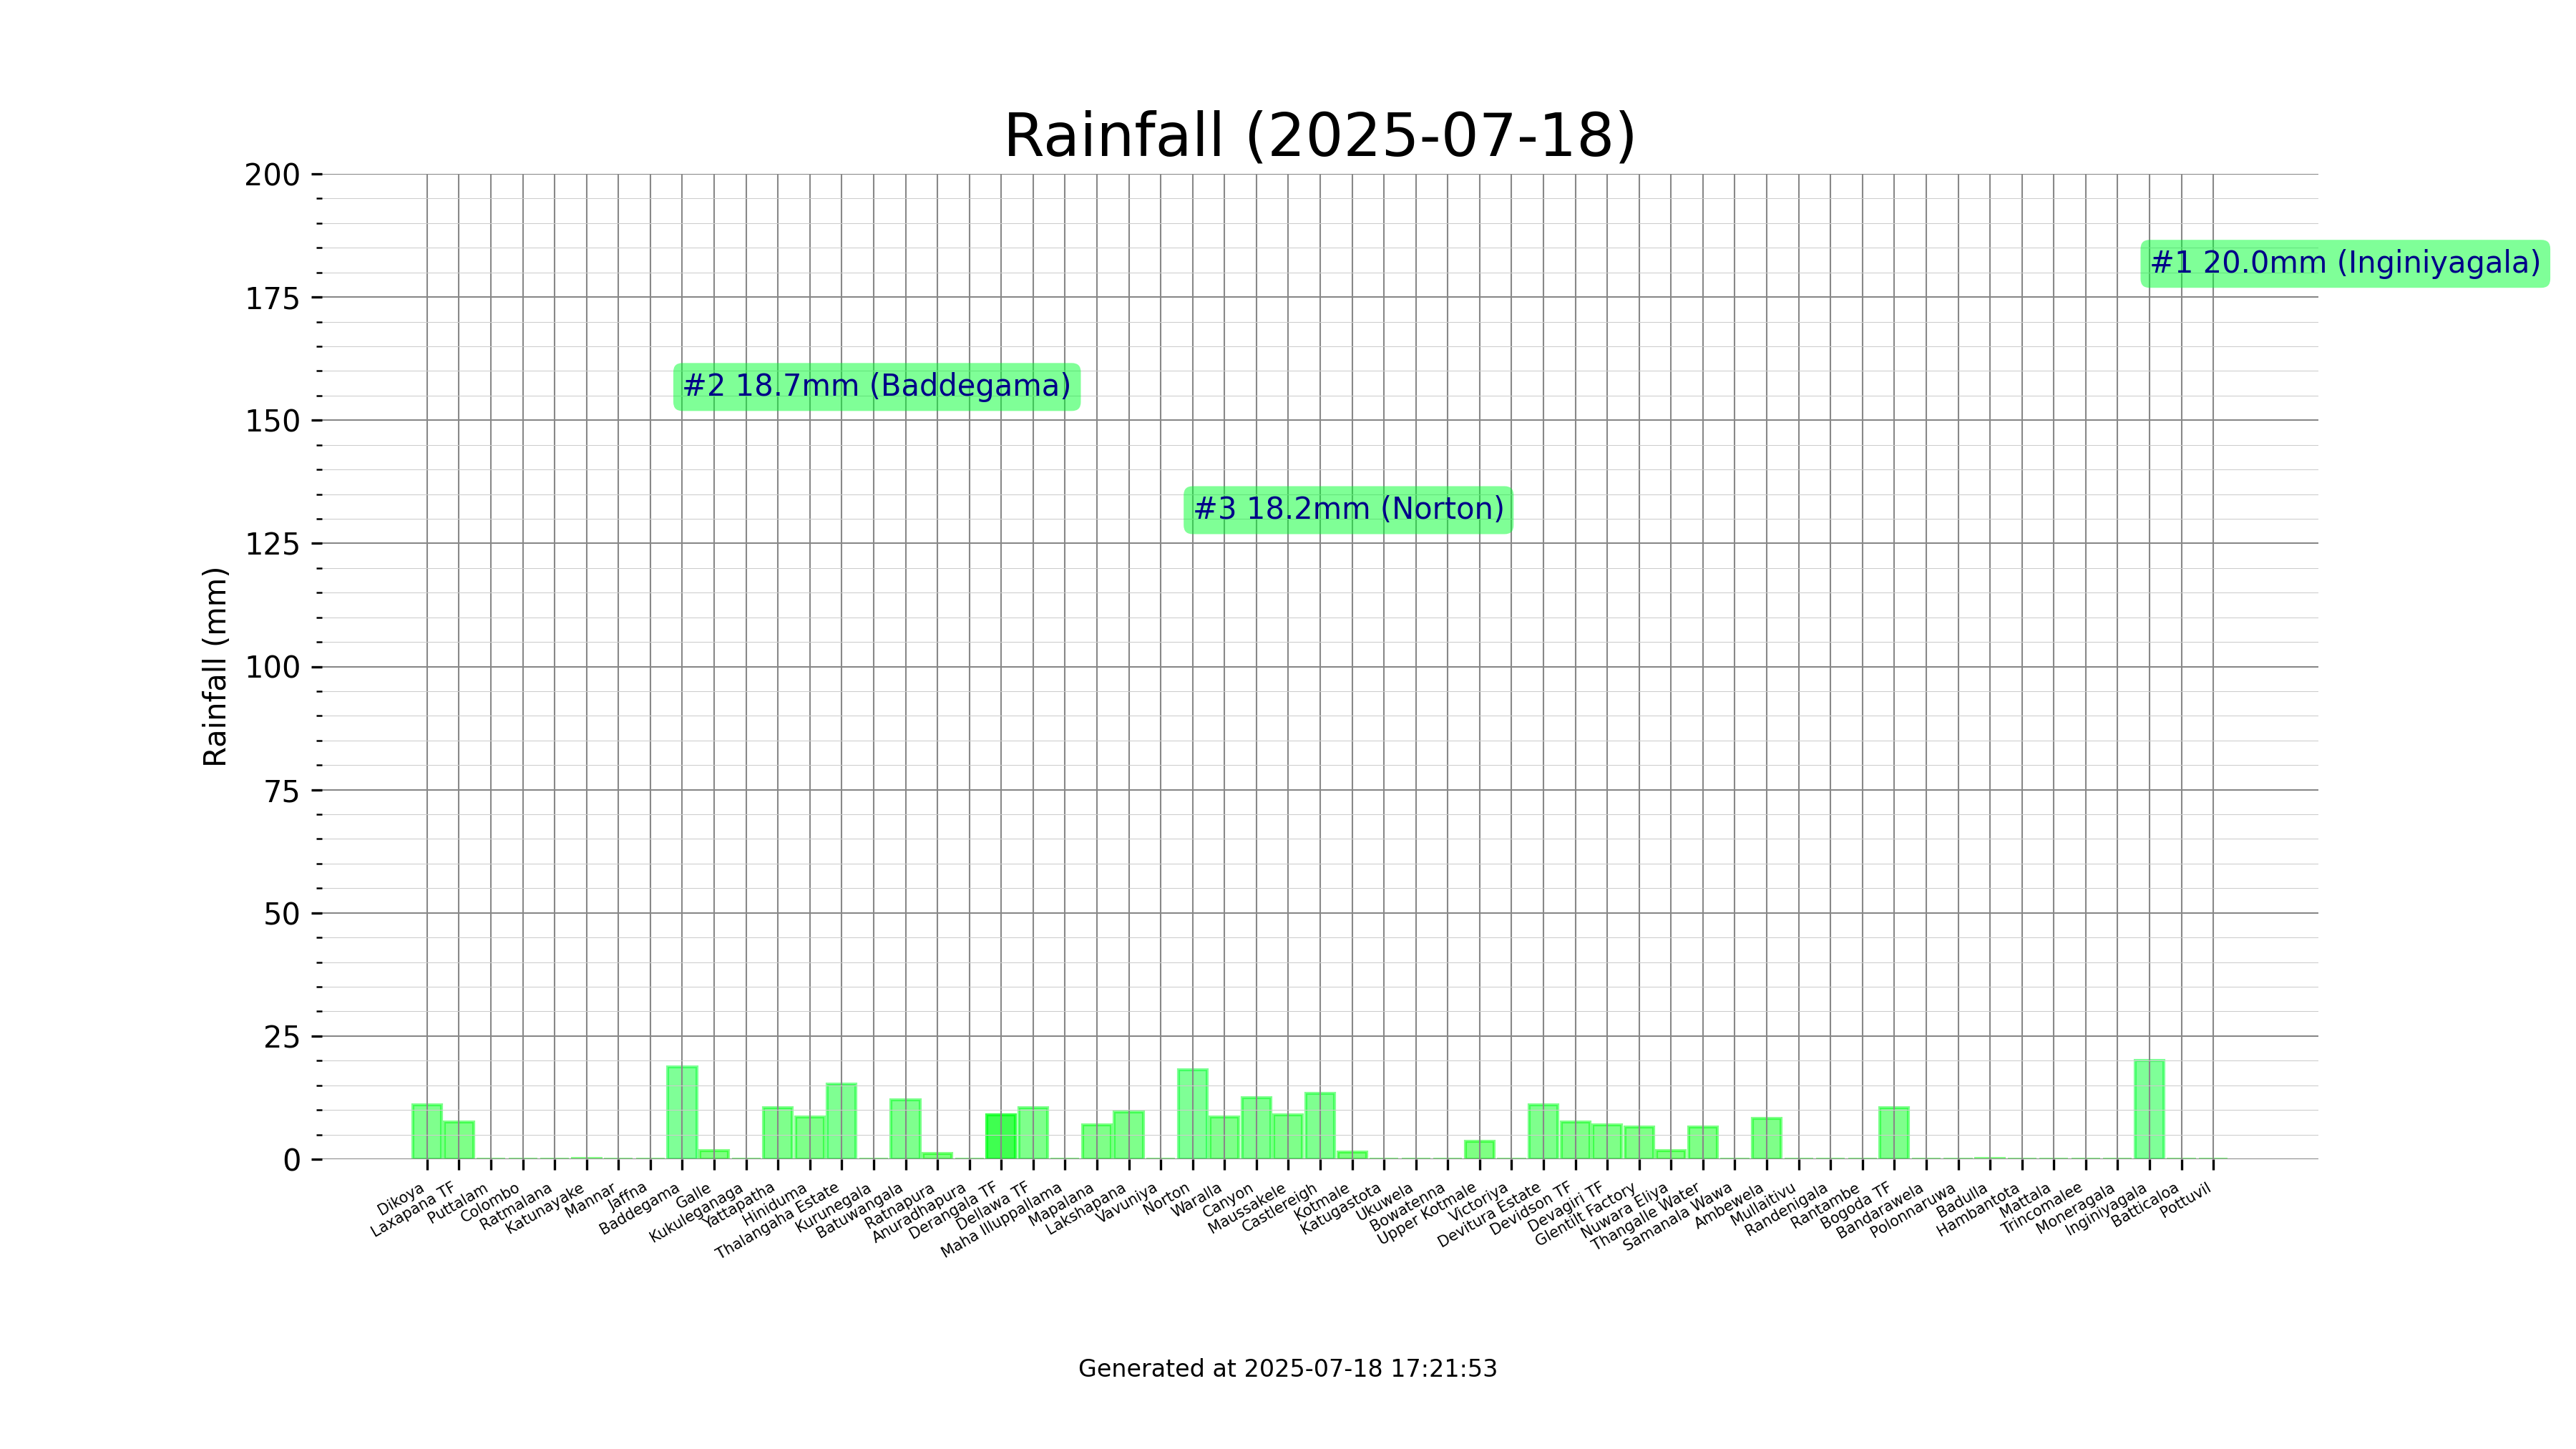 Rainfall (2025-07-18)
Rainfall (mm)
200
175
150
125
100
75
50
25
0
#1 20.0mm (Inginiyagala)
#2 18.7mm (Baddegama)
#3 18.2mm (Norton)
Dikoya
Laxapana TF
Puttalam
Colombo
Ratmalana
Katunayake
Mannar
Jaffna
Baddegama
Galle
Kukuleganaga
Yattapatha
Hiniduma
Thalangaha Estate
Kurunegala
Batuwangala
Ratnapura
Anuradhapura
Derangala TF
Dellawa TF
Maha Illuppallama
Mapalana
Lakshapana
Vavuniya
Norton
Waralla
Canyon
Maussakele
Castlereigh
Kotmale
Katugastota
Ukuwela
Bowatenna
Upper Kotmale
Victoriya
Devitura Estate
Devidson TF
Devagiri TF
Glentilt Factory
Nuwara Eliya
Thangalle Water
Samanala Wawa
Ambewela
Mullaitivu
Randenigala
Rantambe
Bogoda TF
Bandarawela
Polonnaruwa
Badulla
Hambantota
Mattala
Trincomalee
Moneragala
Inginiyagala
Batticaloa
Pottuvil
Generated at 2025-07-18 17:21:53